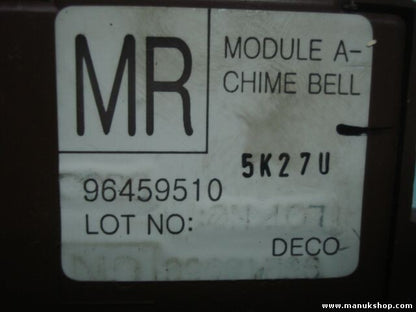 MR
MODULE A-
CHIME BELL
5K27U
96459510
LOT NO:
DECO
www.manukshop.com